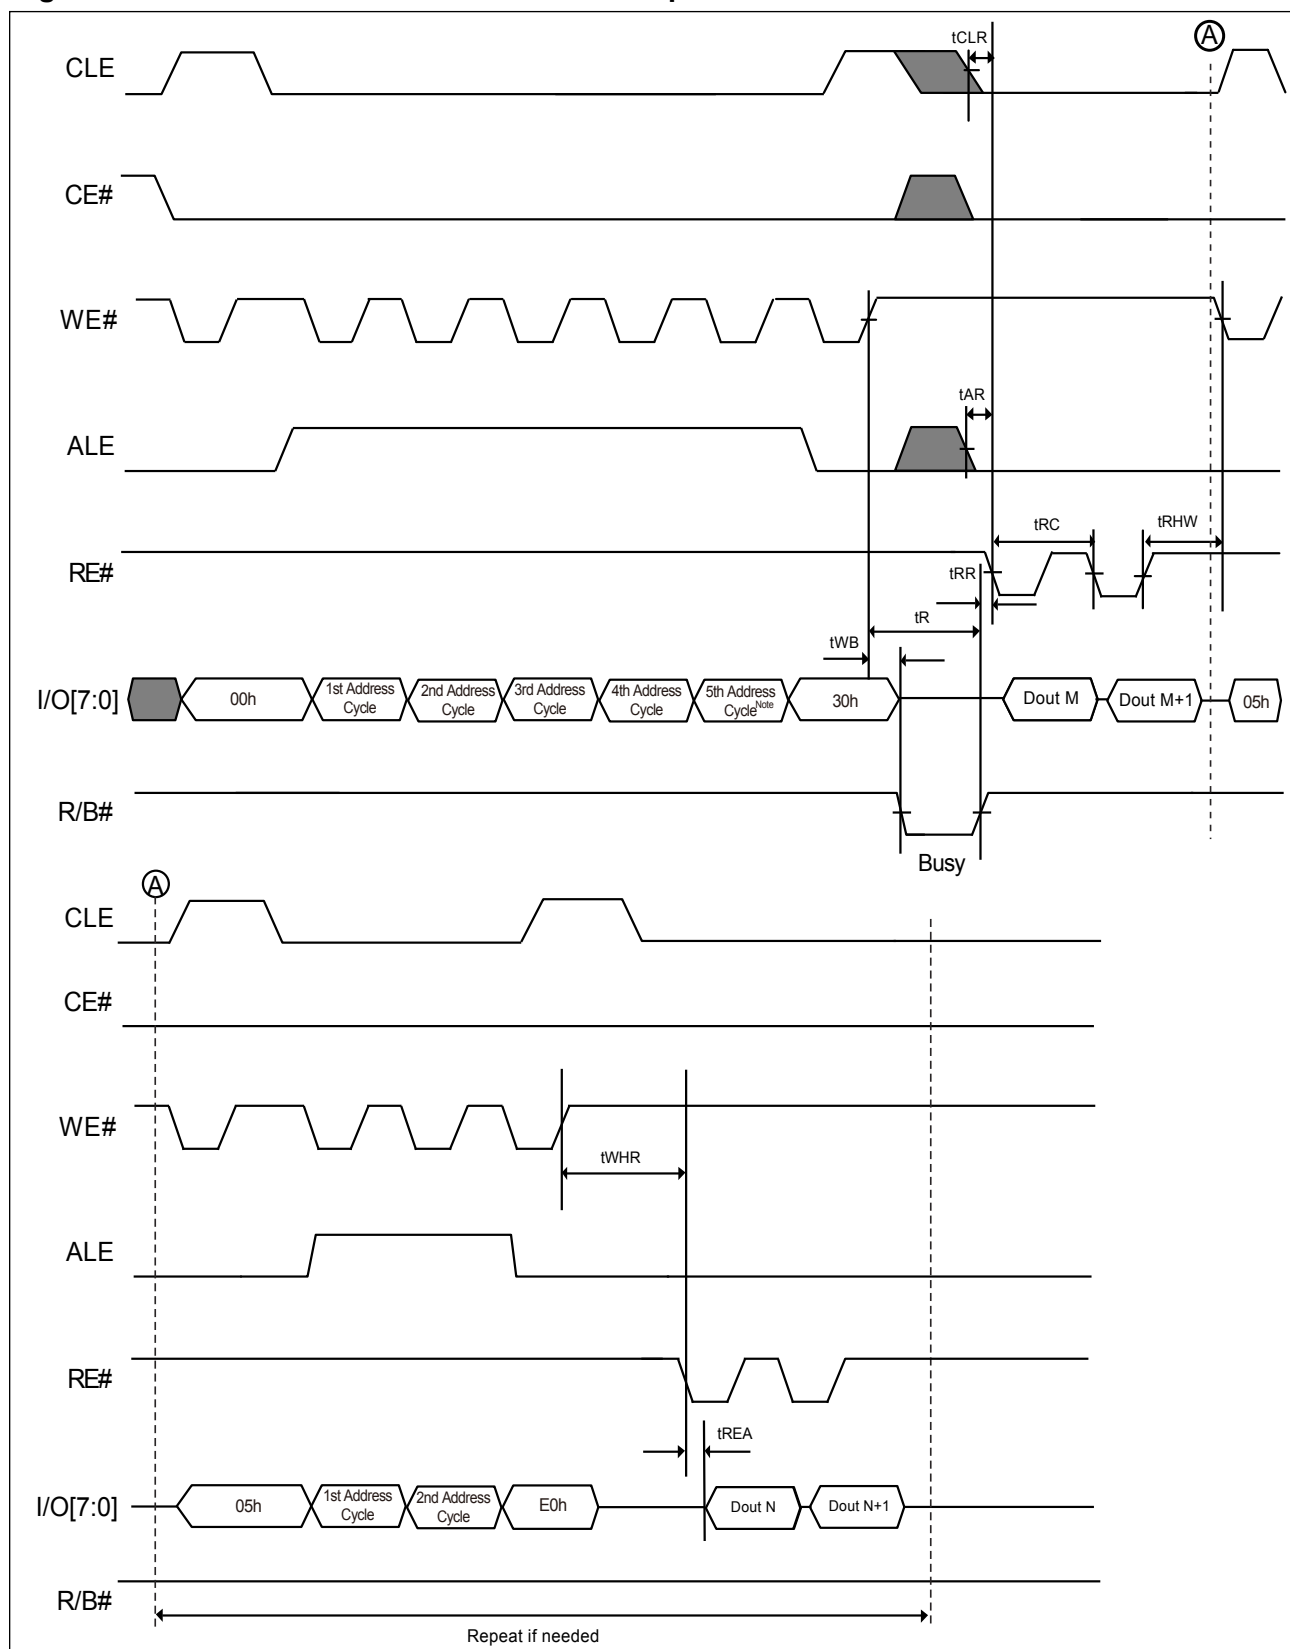 tCLR
A
CLE
CE#
WE#
tAR
ALE
tRC
tRHW
RE#
tRR
tR
tWB
I/O[7:0]
00h
1st Address
Cycle
2nd Address
Cycle
3rd Address
Cycle
4th Address
Cycle
5th Address
CycleNote
30h
Dout M
Dout M+1
05h
R/B#
Busy
A
CLE
CE#
WE#
tWHR
ALE
RE#
tREA
I/O[7:0]
05h
1st Address
Cycle
2nd Address
Cycle
E0h
Dout N
Dout N+1
R/B#
Repeat if needed